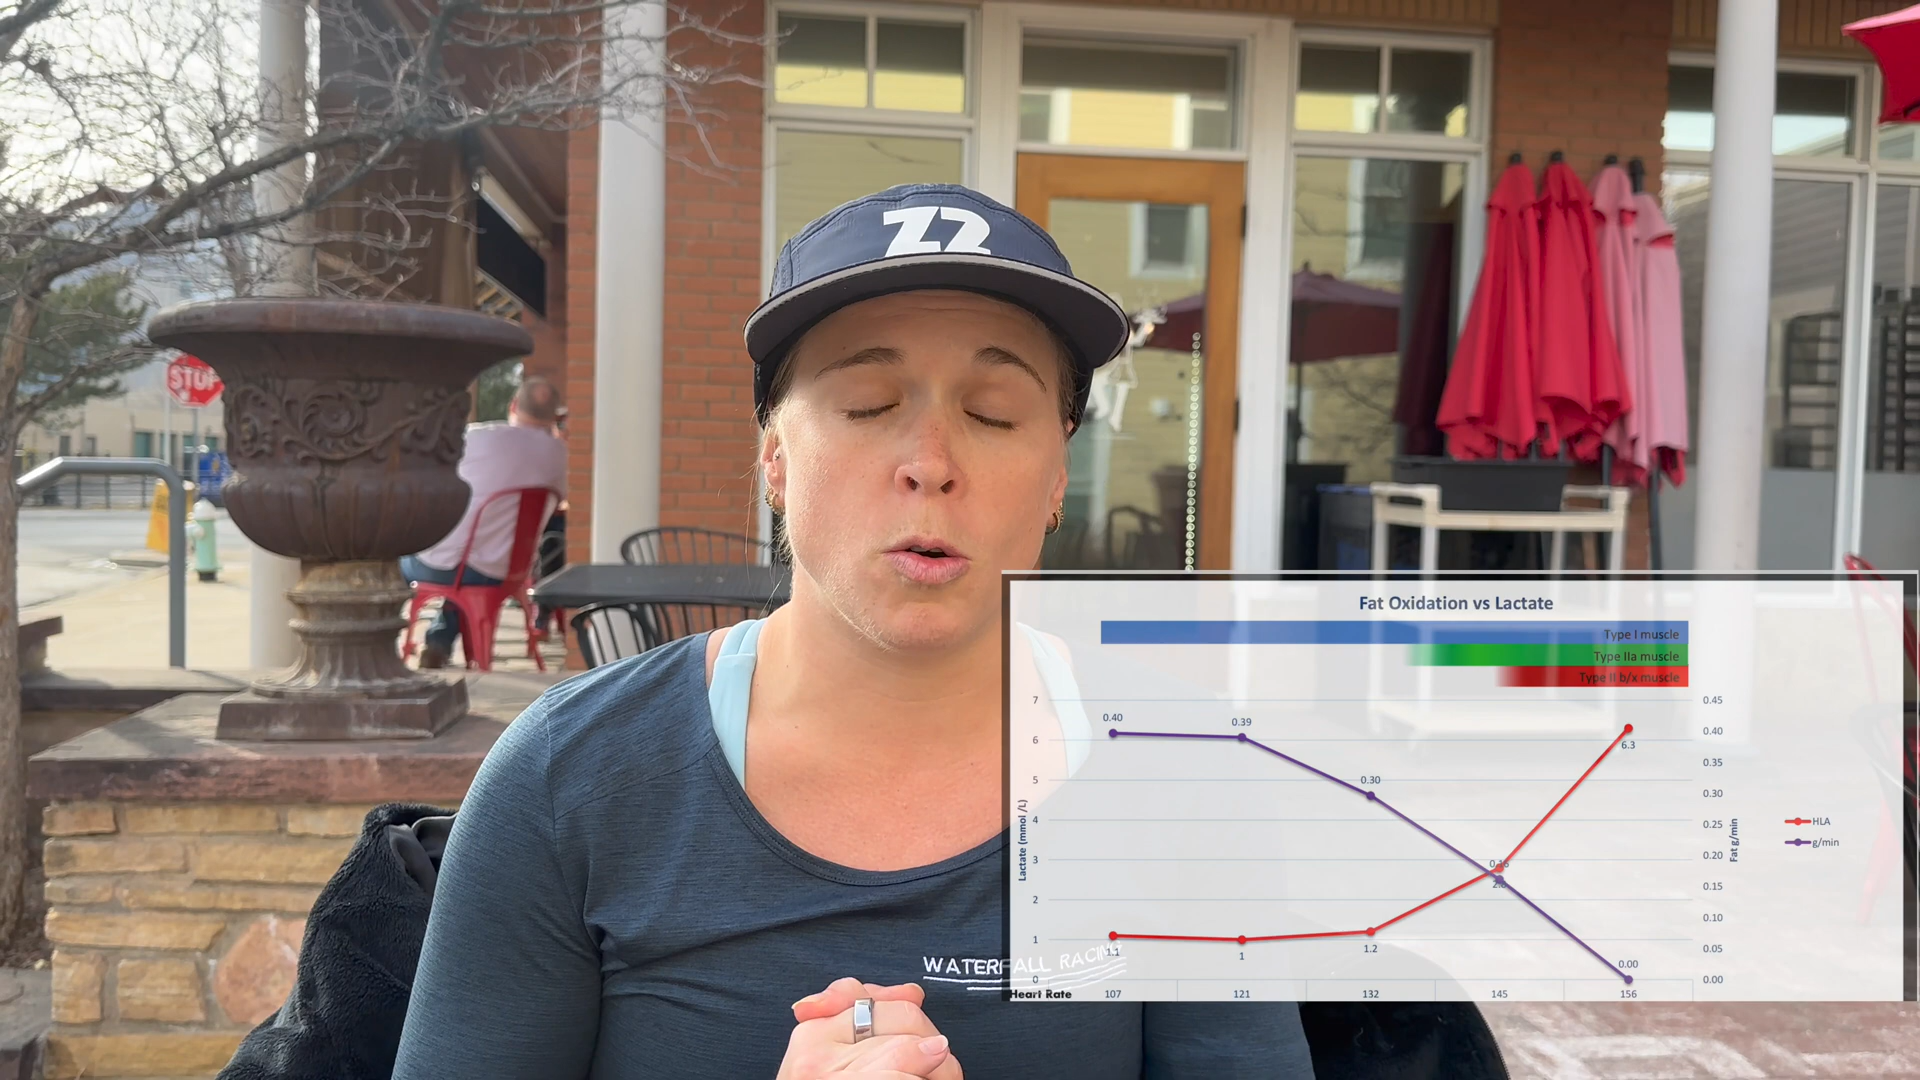 STOP
Z2
WATERFALL RACING
Fat Oxidation vs Lactate
Type I muscle
Type IIa muscle
Type II b/x muscle
7
6
5
4
3
2
1
0
Lactate (mmol /L)
0.40
0.39
0.30
0.16
0.00
1.1
1
1.2
6.3
0.45
0.40
0.35
0.30
0.25
0.20
0.15
0.10
0.05
0.00
Fat g/min
HLA
g/min
Heart Rate
107
121
132
145
156